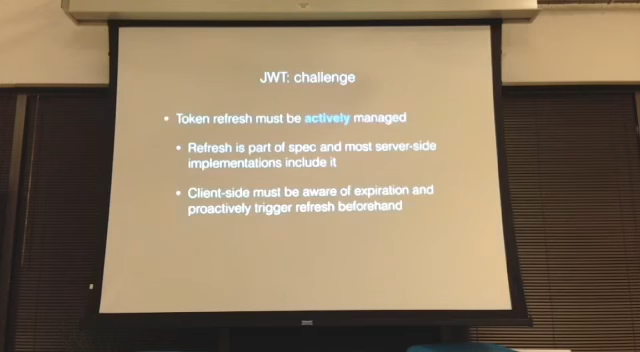 JWT: challenge
• Token refresh must be actively managed
• Refresh is part of spec and most server-side
implementations include it
• Client-side must be aware of expiration and
proactively trigger refresh beforehand